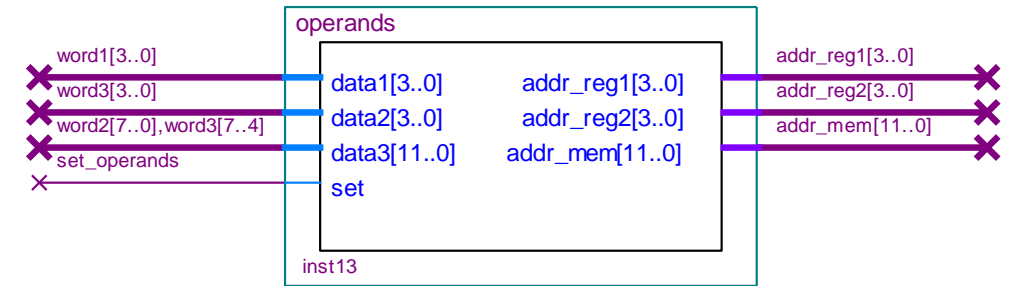 operands
word1[3..0]
data1[3..0]
addr_reg1[3..0]
addr_reg1[3..0]
word3[3..0]
data2[3..0]
addr_reg2[3..0]
addr_reg2[3..0]
word2[7..0],word3[7..4]
data3[11..0]
addr_mem[11..0]
addr_mem[11..0]
set_operands
set
inst13